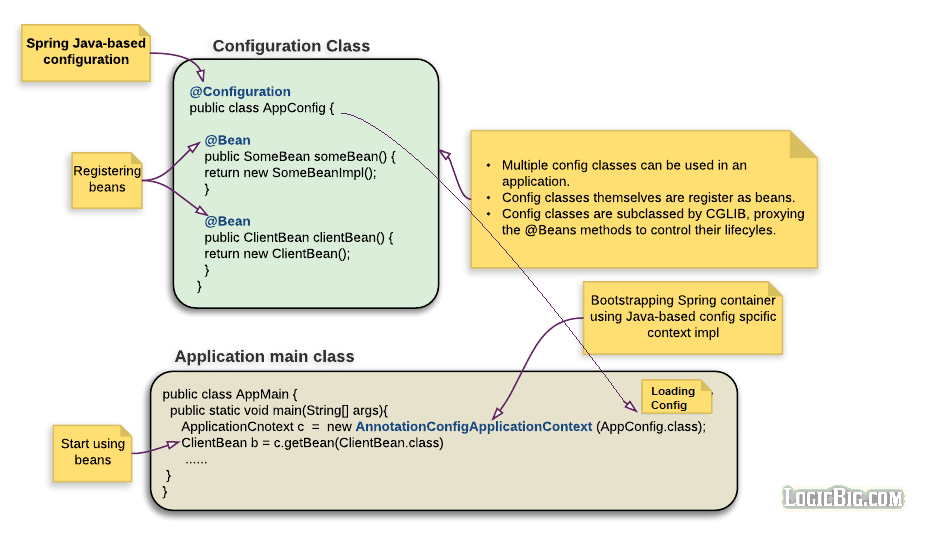 Spring Java-based
configuration
Configuration Class
@Configuration
public class AppConfig {
@Bean
public SomeBean someBean() {
return new SomeBeanImpl();
}
@Bean
public ClientBean clientBean() {
return new ClientBean();
}
}
Registering
beans
• Multiple config classes can be used in an
application.
• Config classes themselves are register as beans.
• Config classes are subclassed by CGLIB, proxying
the @Beans methods to control their lifecyles.
Bootstrapping Spring container
using Java-based config spcific
context impl
Application main class
Loading
Config
public class AppMain {
public static void main(String[] args){
ApplicationCnotext c = new AnnotationConfigApplicationContext (AppConfig.class);
ClientBean b = c.getBean(ClientBean.class)
......
}
}
Start using
beans
LOGICBIG.COM